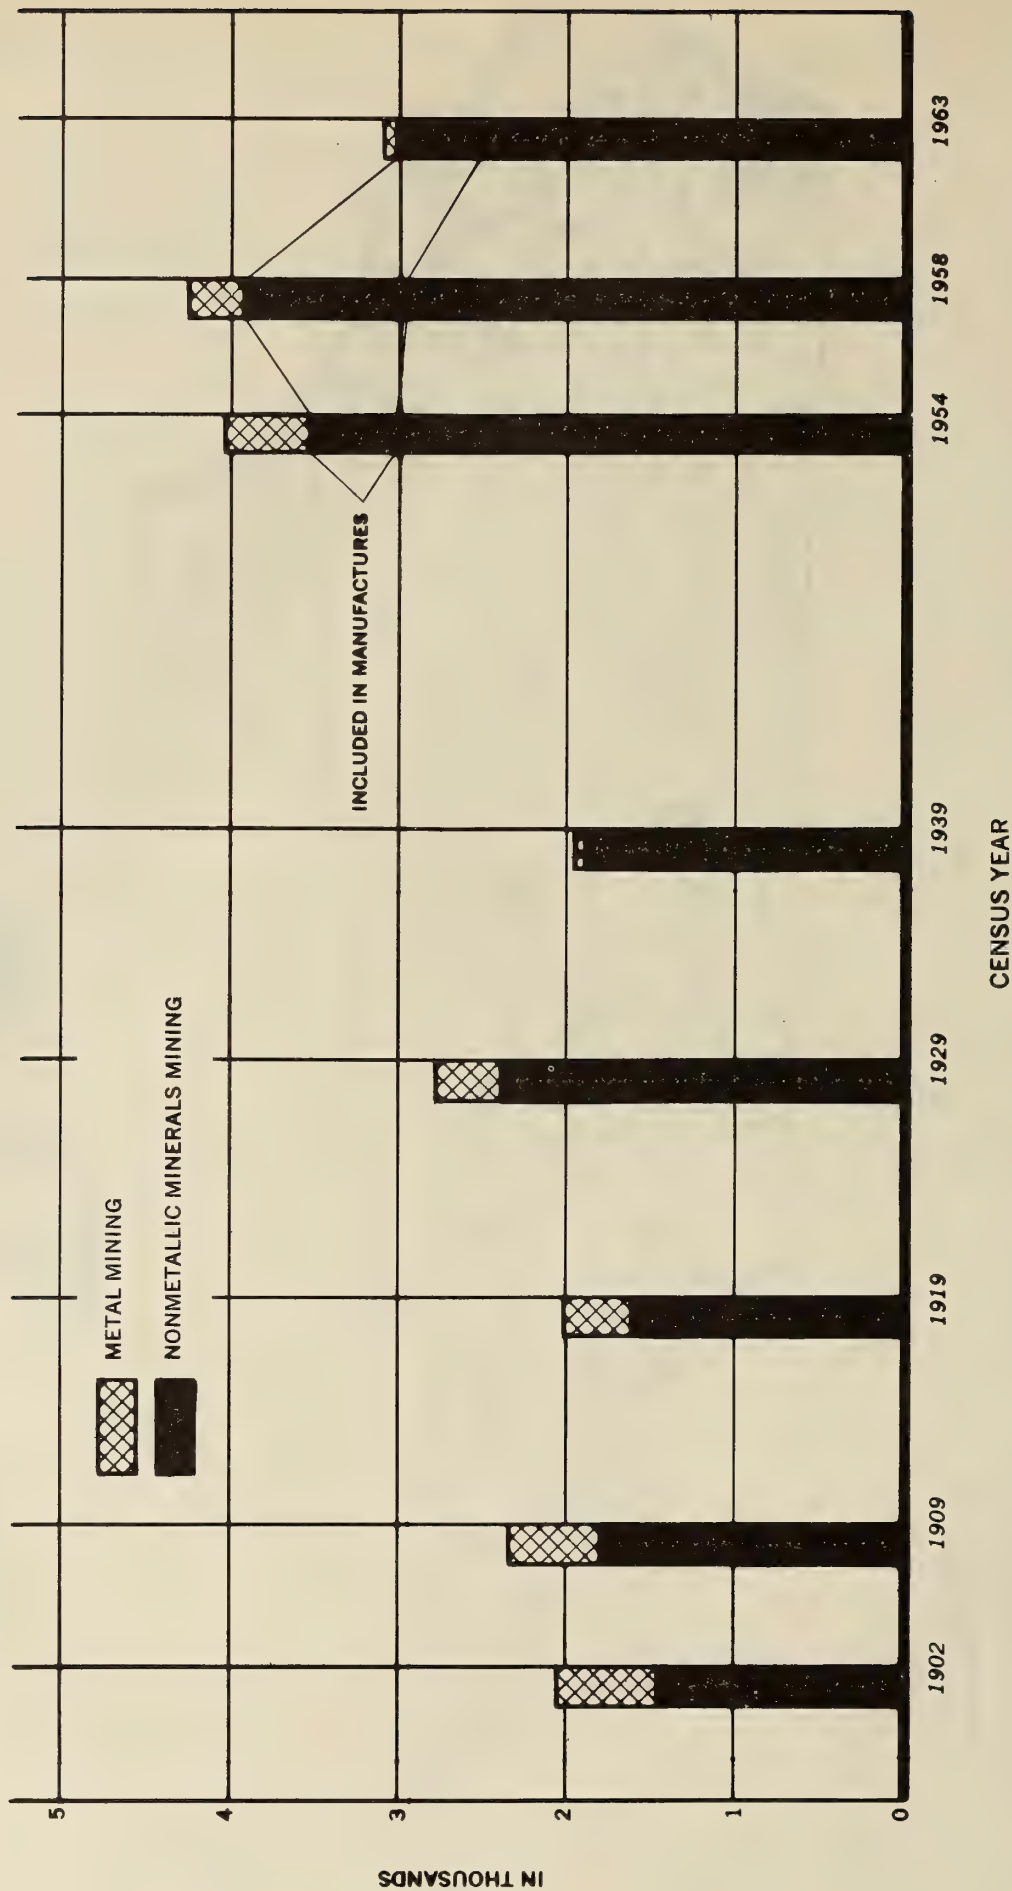 METAL MINING
NONMETALLIC MINERALS MINING
INCLUDED IN MANUFACTURES
IN THOUSANDS
5
4
3
2
1
0
1902
1909
1919
1929
1939
1954
1958
1963
CENSUS YEAR